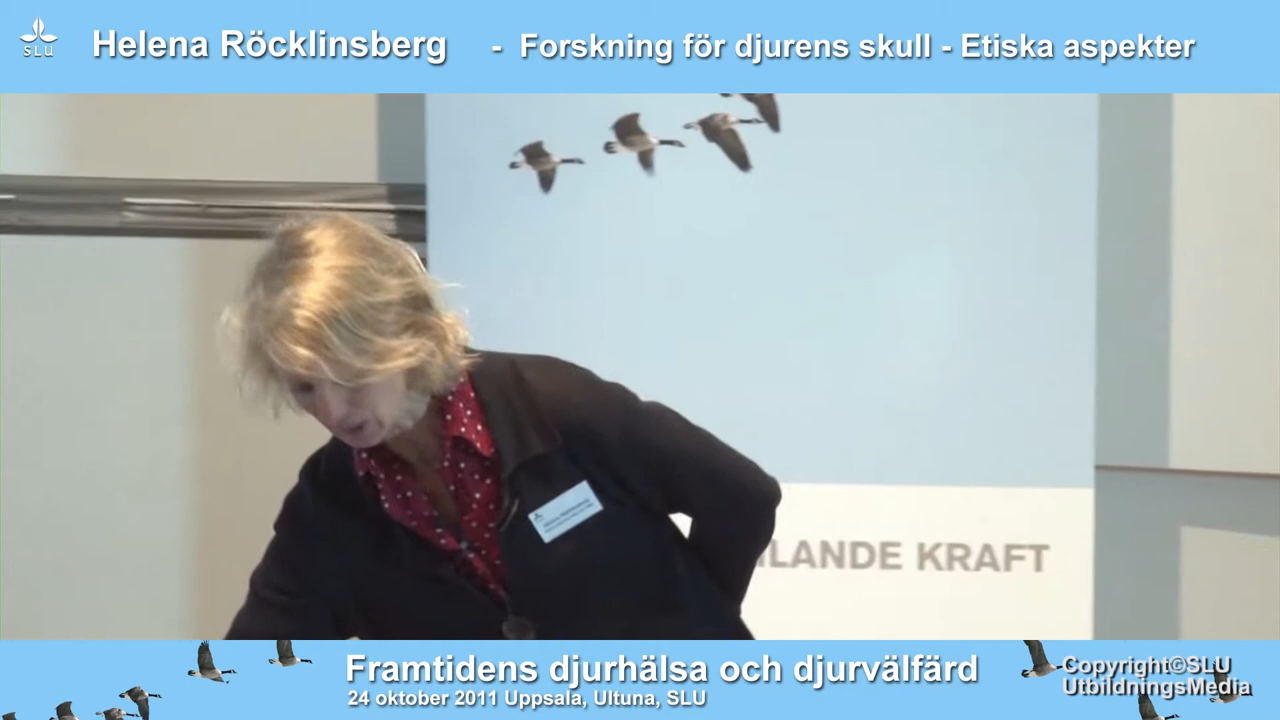 SLU
Helena Röcklinsberg - Forskning för djurens skull - Etiska aspekter
LANDE KRAFT
Framtidens djurhälsa och djurvälfärd
24 oktober 2011 Uppsala, Ultuna, SLU
Copyright©SLU
UtbildningsMedia